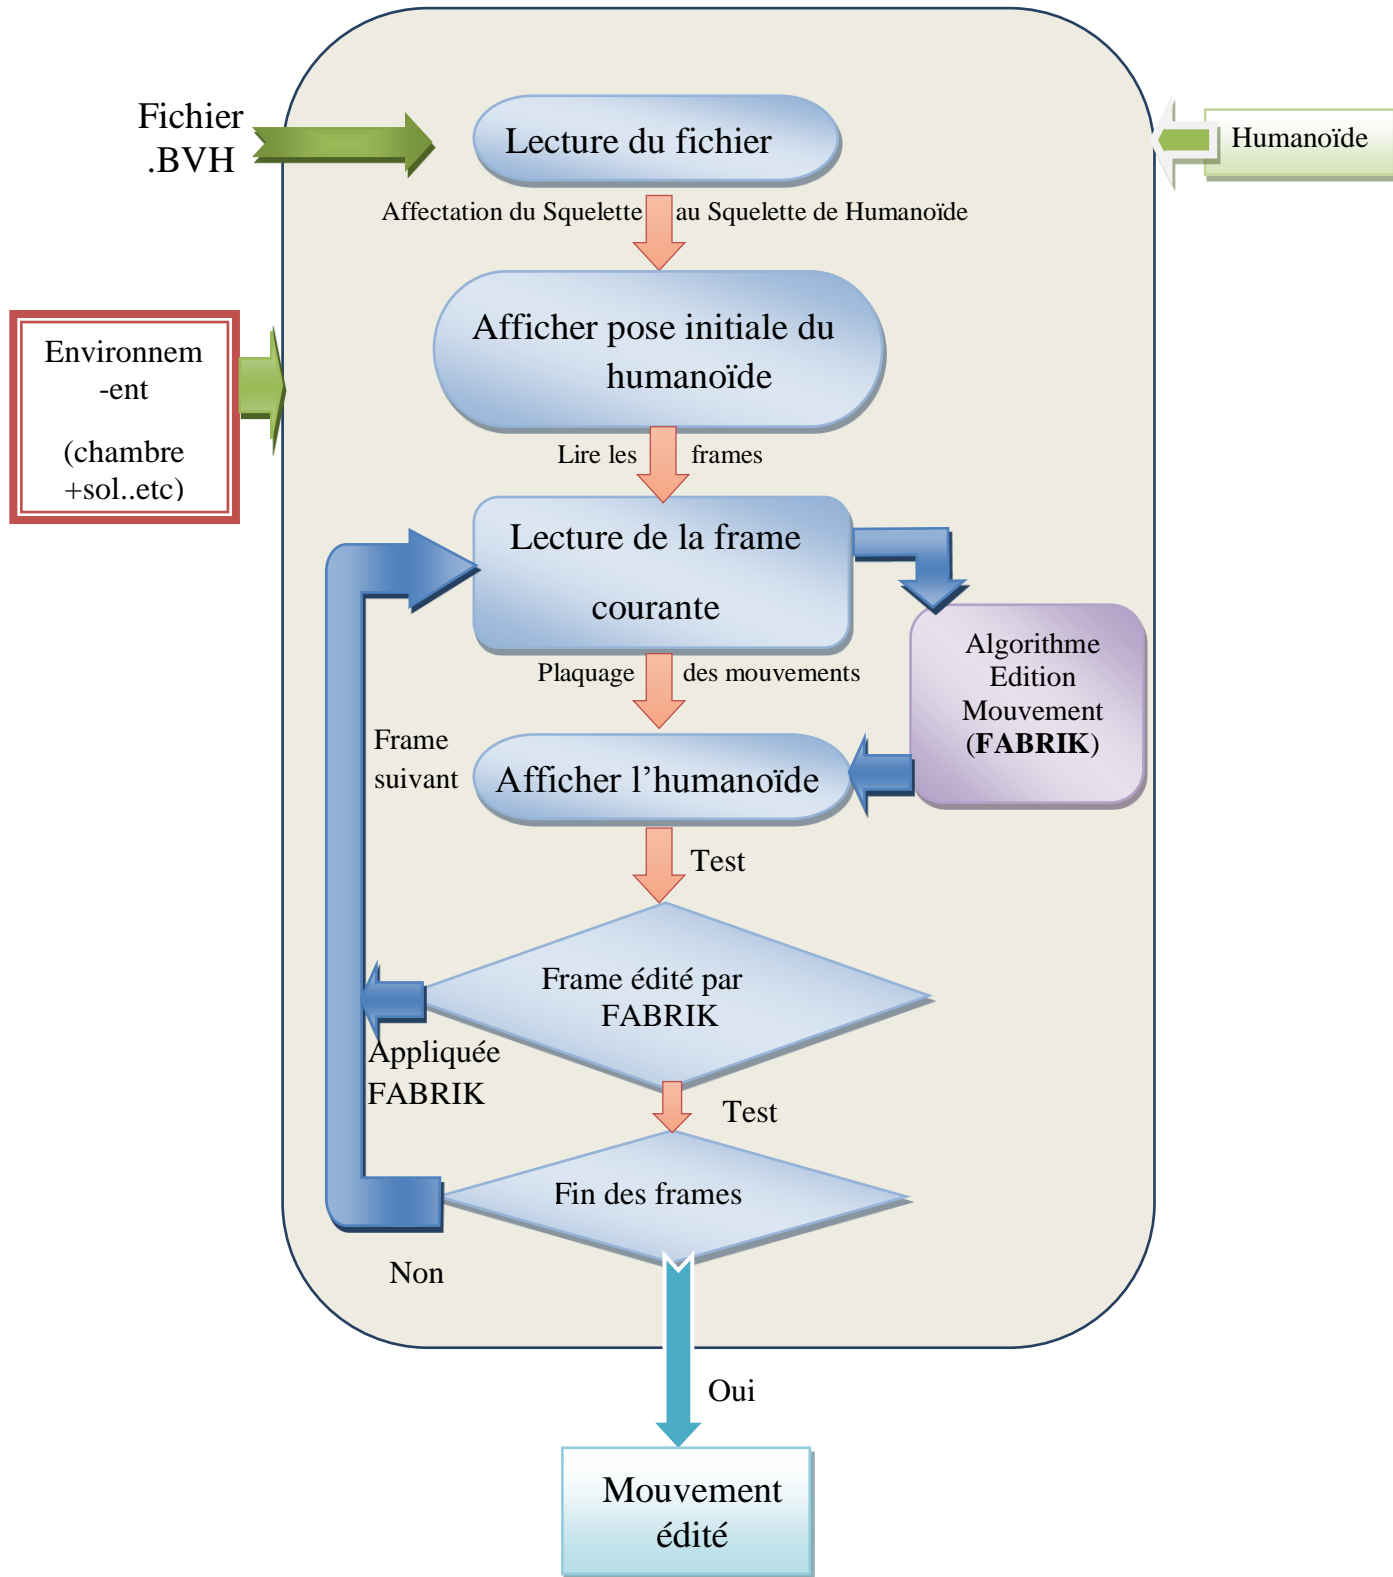 Fichier
.BVH
Lecture du fichier
Humanoïde
Affectation du Squelette au Squelette de Humanoïde
Afficher pose initiale du
humanoïde
Environnem
-ent
(chambre
+sol..etc)
Lire les frames
Lecture de la frame
courante
Algorithme
Edition
Mouvement
(FABRIK)
Plaquage des mouvements
Frame
suivant
Afficher l’humanoïde
Test
Frame édité par
FABRIK
Appliquée
FABRIK
Test
Fin des frames
Non
Oui
Mouvement
édité